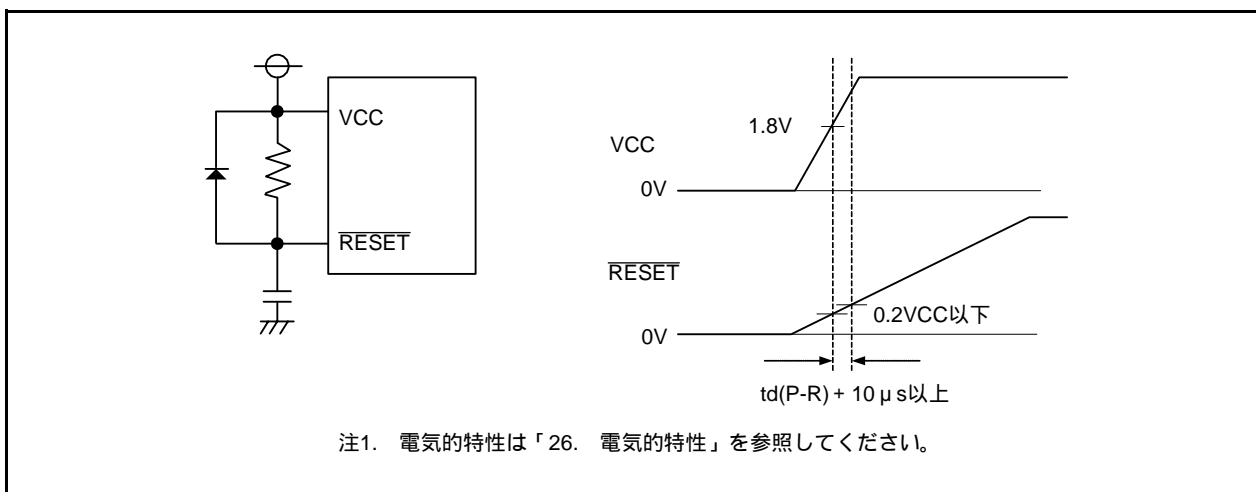 VCC
RESET
1.8V
VCC
0V
RESET
0.2VCC以下
0V
td(P-R) + 10 μ s以上
注1. 電気的特性は「26. 電気的特性」を参照してください。